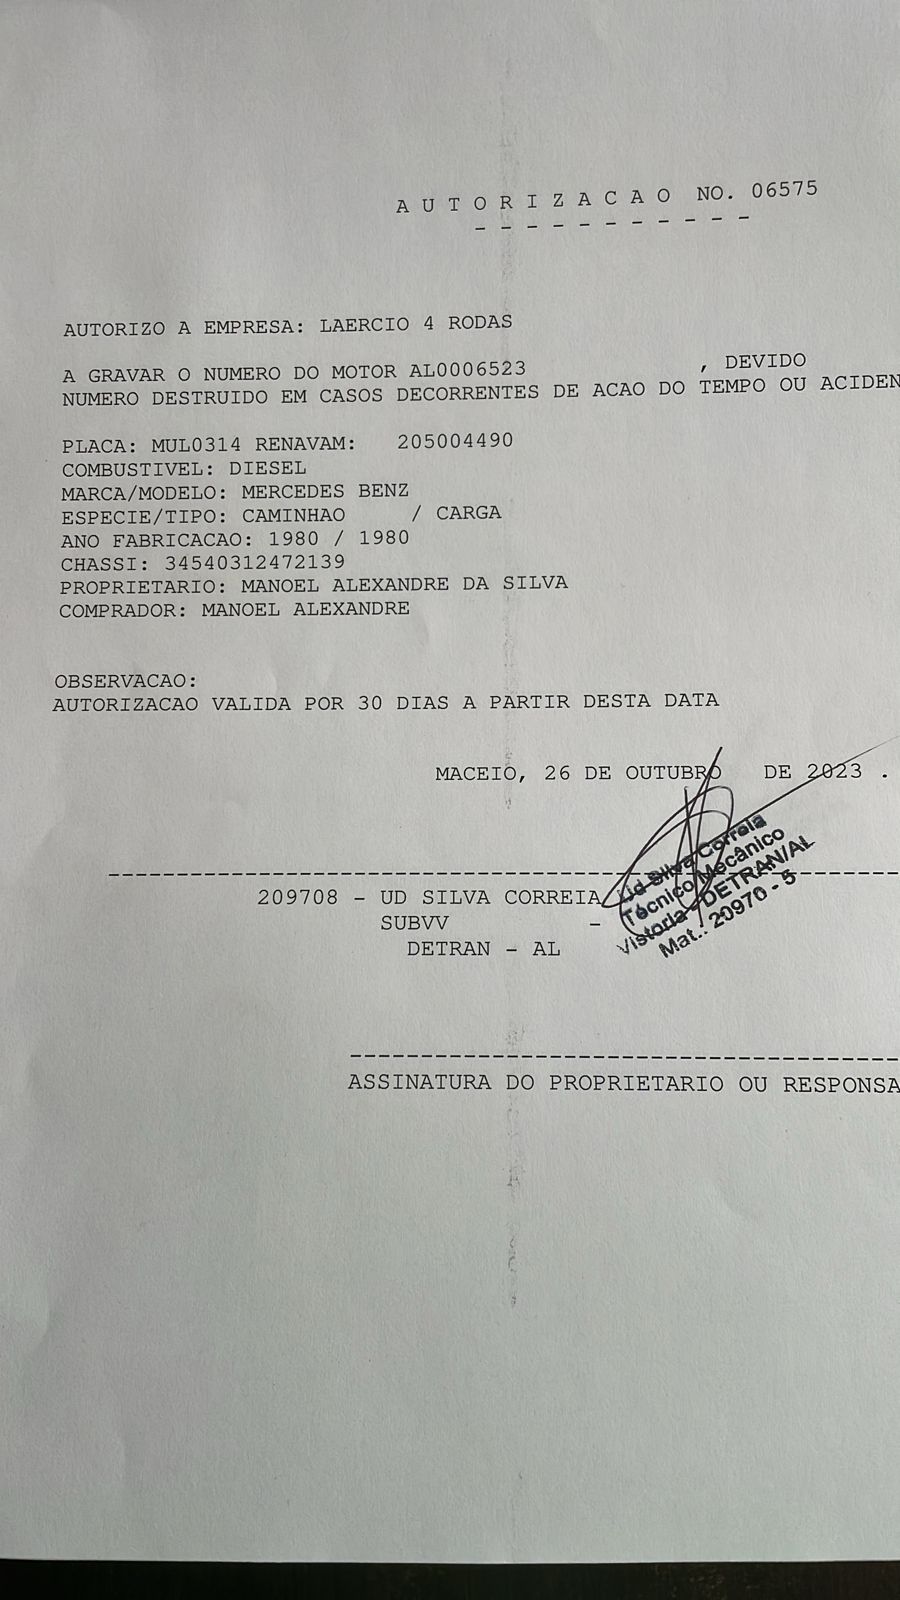 A U T O R I Z A C A O NO. 06575
- - - - - - - - - - -
AUTORIZO A EMPRESA: LAERCIO 4 RODAS
A GRAVAR O NUMERO DO MOTOR AL0006523 , DEVIDO
NUMERO DESTRUIDO EM CASOS DECORRENTES DE ACAO DO TEMPO OU ACIDEN
PLACA: MUL0314 RENAVAM: 205004490
COMBUSTIVEL: DIESEL
MARCA/MODELO: MERCEDES BENZ
ESPECIE/TIPO: CAMINHAO / CARGA
ANO FABRICACAO: 1980 / 1980
CHASSI: 34540312472139
PROPRIETARIO: MANOEL ALEXANDRE DA SILVA
COMPRADOR: MANOEL ALEXANDRE
OBSERVACAO:
AUTORIZACAO VALIDA POR 30 DIAS A PARTIR DESTA DATA
MACEIO, 26 DE OUTUBRO DE 2023 .
209708 - UD SILVA CORREIA
SUBVV -
DETRAN - AL
Ud Silva Correia
Técnico Mecânico
Vistoria - DETRAN/AL
Mat.: 20970 - 5
ASSINATURA DO PROPRIETARIO OU RESPONSA